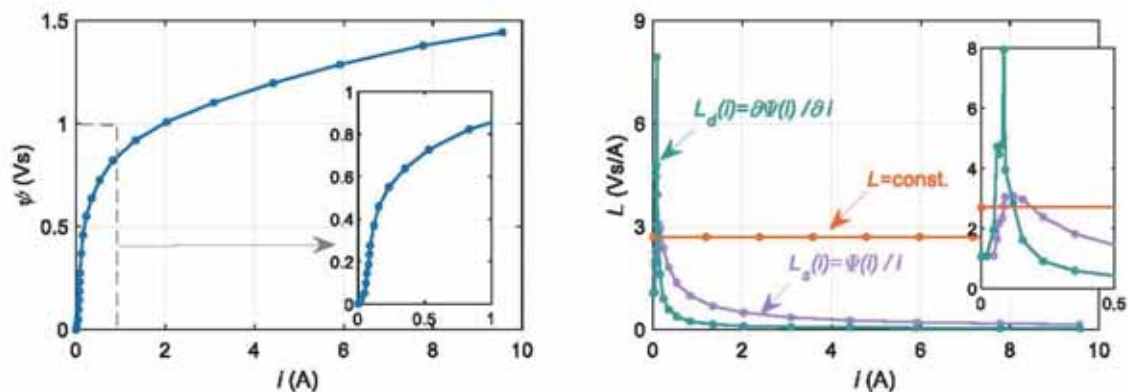 1.5
1
0.5
0
ψ (Vs)
0 2 4 6 8 10
i (A)
1
0.8
0.6
0.4
0.2
0
0 0.5 1
9
6
3
0
L (Vs/A)
L_d(i)=∂Ψ(i)/∂i
L=const.
L_s(i)=Ψ(i)/i
0 2 4 6 8 10
i (A)
8
6
4
2
0
0 0.5